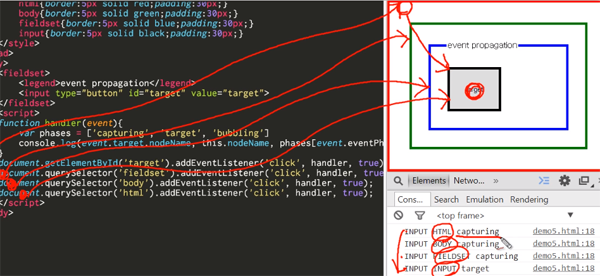 html{border:5px solid red;padding:30px;}
body{border:5px solid green;padding:30px;}
fieldset{border:5px solid blue;padding:30px;}
input{border:5px solid black;padding:30px;}
</style>
ad>
dy>
<fieldset>
<legend>event propagation</legend>
<input type="button" id="target" value="target">
</fieldset>
<script>
function handler(event){
var phases = ['capturing', 'target', 'bubbling']
console.log(event.target.nodeName, this.nodeName, phases[event.eventPh
}
document.getElementById('target').addEventListener('click', handler, true)
document.querySelector('fieldset').addEventListener('click', handler, true
document.querySelector('body').addEventListener('click', handler, true);
document.querySelector('html').addEventListener('click', handler, true);
</script>
dy>
event propagation
Elements Netwo... »
Cons... Search Emulation Rendering
<top frame>
INPUT HTML capturing demo5.html:18
INPUT BODY capturing demo5.html:18
INPUT FIELDSET capturing demo5.html:18
INPUT INPUT target demo5.html:18